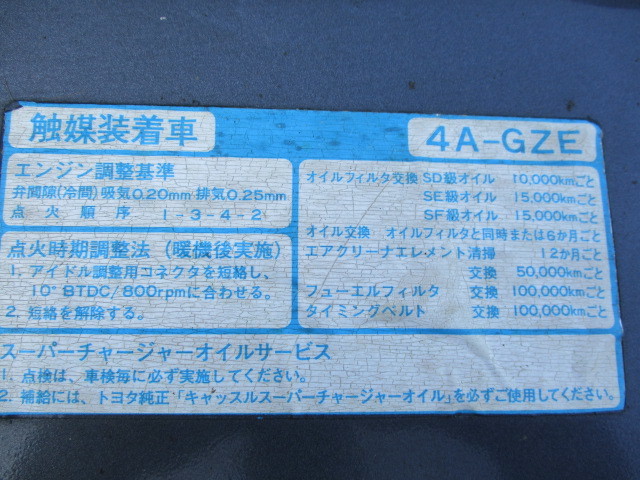 触媒装着車
4A-GZE
エンジン調整基準
弁間隙(冷間)吸気0.20mm 排気0.25mm
点火順序 1-3-4-2
点火時期調整法(暖機後実施)
1. アイドル調整用コネクタを短絡し、
10°BTDC/800rpmに合わせる。
2. 短絡を解除する。
オイルフィルタ交換 SD級オイル 10,000kmごと
SE級オイル 15,000kmごと
SF級オイル 15,000kmごと
オイル交換 オイルフィルタと同時または6か月ごと
エアクリーナエレメント清掃 12か月ごと
交換 50,000kmごと
フューエルフィルタ 交換 100,000kmごと
タイミングベルト 交換 100,000kmごと
スーパーチャージャーオイルサービス
1. 点検は、車検毎に必ず実施してください。
2. 補給には、トヨタ純正「キャッスルスーパーチャージャーオイル」を必ずご使用してください。